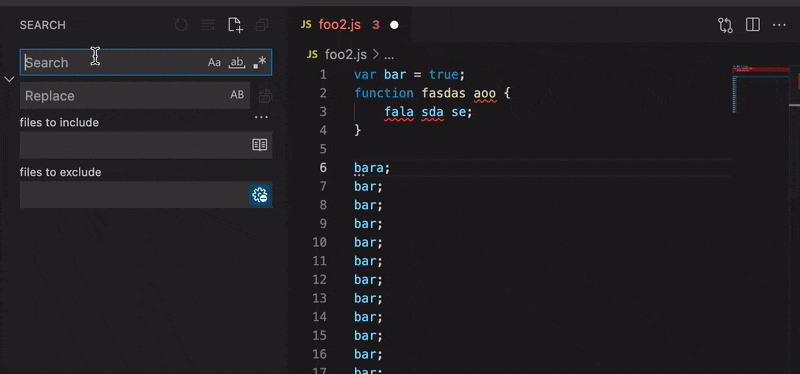 SEARCH
Search Aa ab .*
Replace AB
files to include ...
files to exclude
JS foo2.js 3
JS foo2.js > ...
1 var bar = true;
2 function fasdas aoo {
3 fala sda se;
4 }
5
6 bara;
7 bar;
8 bar;
9 bar;
10 bar;
11 bar;
12 bar;
13 bar;
14 bar;
15 bar;
16 bar;
17 bar;